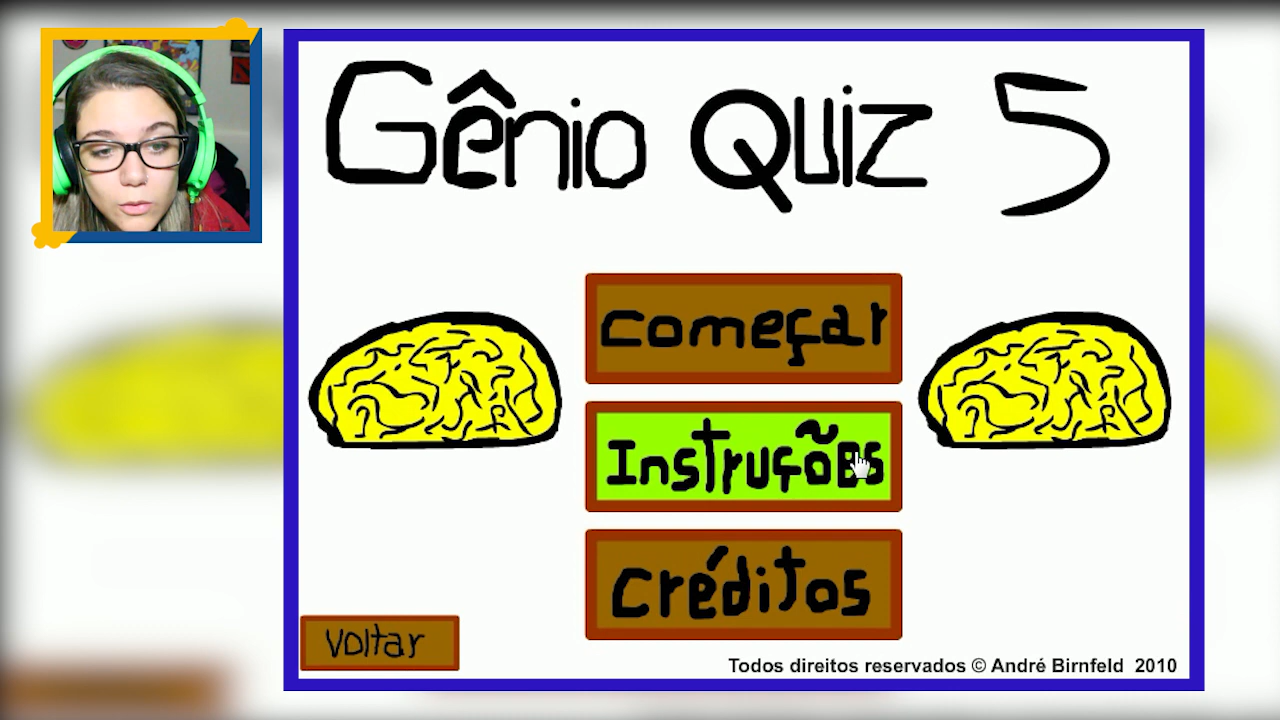 Gênio Quiz 5
Começar
Instruções
Créditos
Voltar
Todos direitos reservados © André Birnfeld 2010